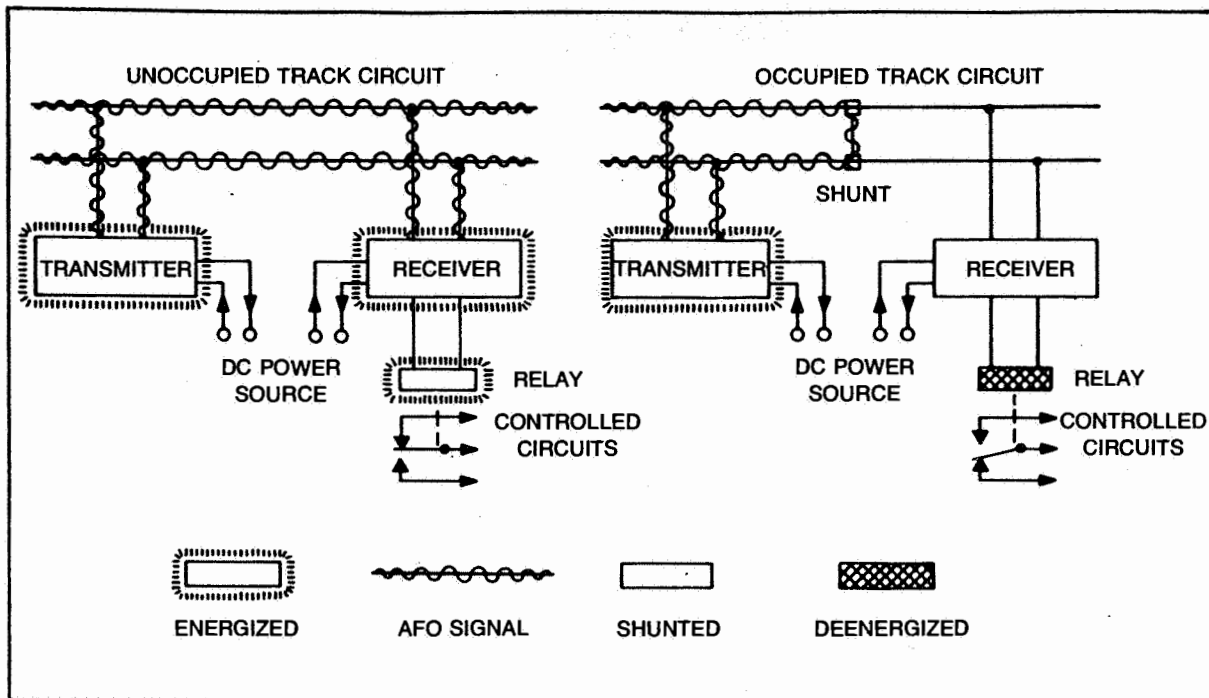 UNOCCUPIED TRACK CIRCUIT
TRANSMITTER
RECEIVER
DC POWER
SOURCE
RELAY
CONTROLLED
CIRCUITS
OCCUPIED TRACK CIRCUIT
SHUNT
TRANSMITTER
RECEIVER
DC POWER
SOURCE
RELAY
CONTROLLED
CIRCUITS
ENERGIZED
AFO SIGNAL
SHUNTED
DEENERGIZED